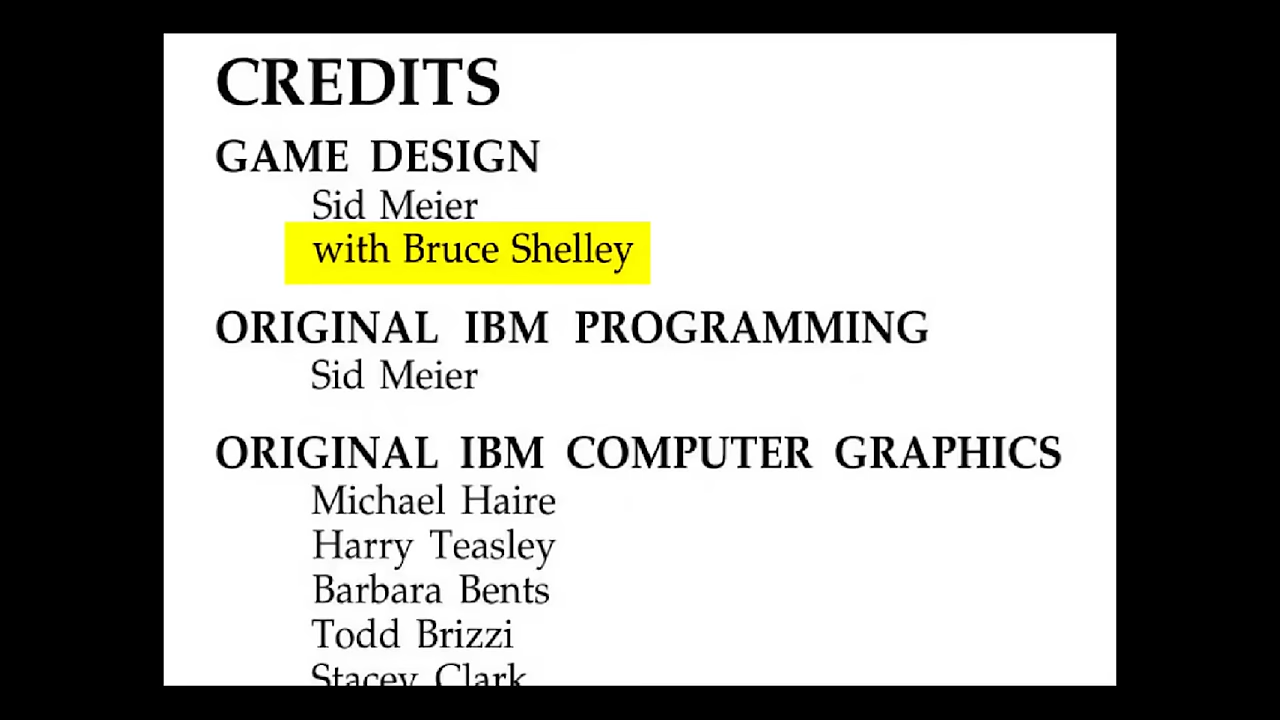 CREDITS
GAME DESIGN
Sid Meier
with Bruce Shelley
ORIGINAL IBM PROGRAMMING
Sid Meier
ORIGINAL IBM COMPUTER GRAPHICS
Michael Haire
Harry Teasley
Barbara Bents
Todd Brizzi
Stacey Clark